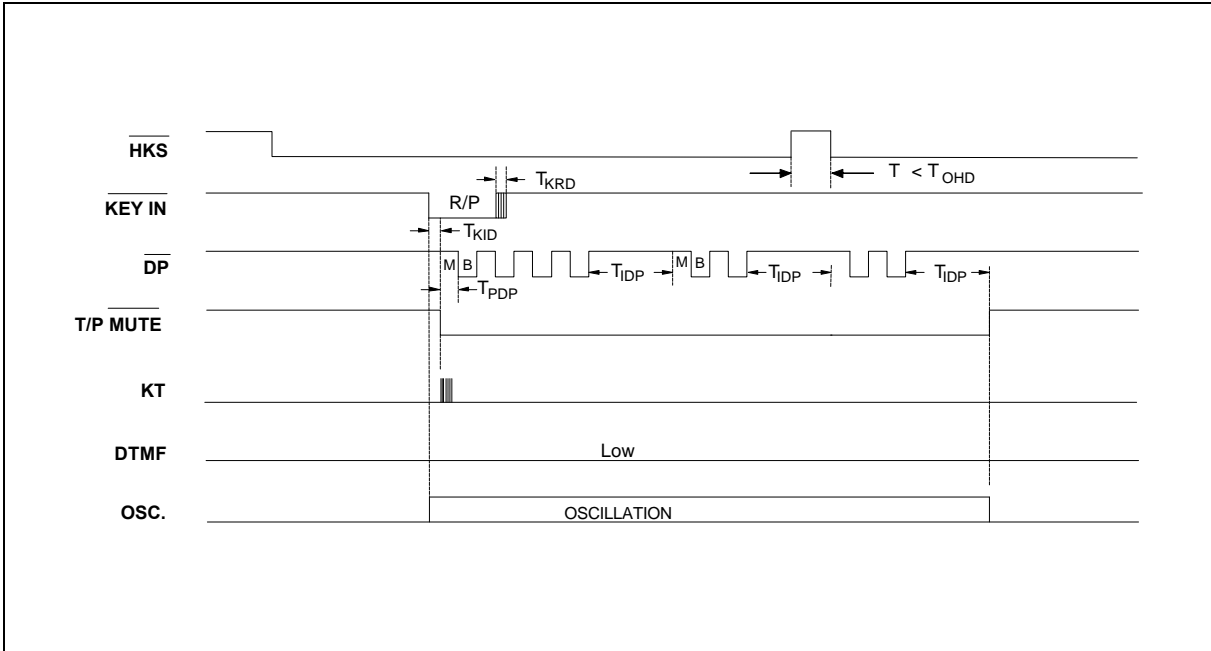 HKS
T < TOHD
TKRD
KEY IN
R/P
TKID
DP
M B
TIDP
M B
TIDP
TIDP
TPDP
T/P MUTE
KT
DTMF
Low
OSC.
OSCILLATION